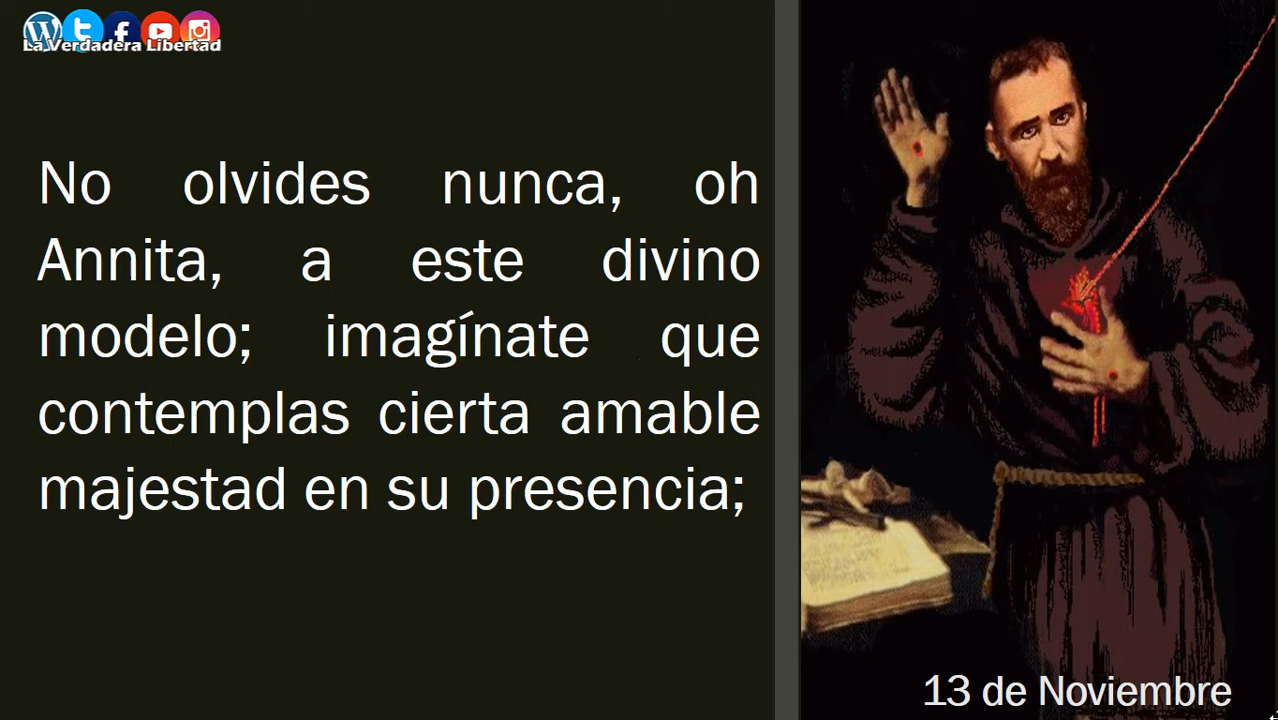 La Verdadera Libertad
No olvides nunca, oh
Annita, a este divino
modelo; imagínate que
contemplas cierta amable
majestad en su presencia;
13 de Noviembre